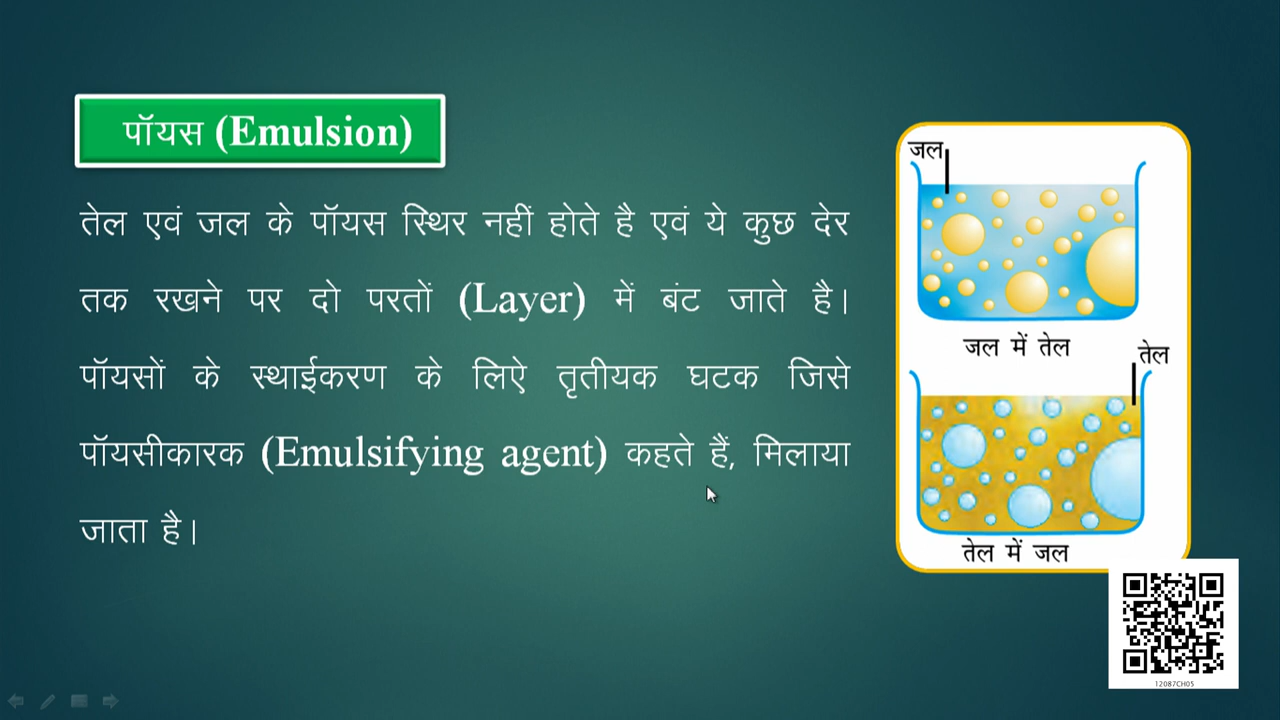 पॉयस (Emulsion)
तेल एवं जल के पॉयस स्थिर नहीं होते है एवं ये कुछ देर
तक रखने पर दो परतों (Layer) में बंट जाते है।
पॉयसों के स्थाईकरण के लिऐ तृतीयक घटक जिसे
पॉयसीकारक (Emulsifying agent) कहते हैं, मिलाया
जाता है।
जल
जल में तेल
तेल
तेल में जल
12087CH05